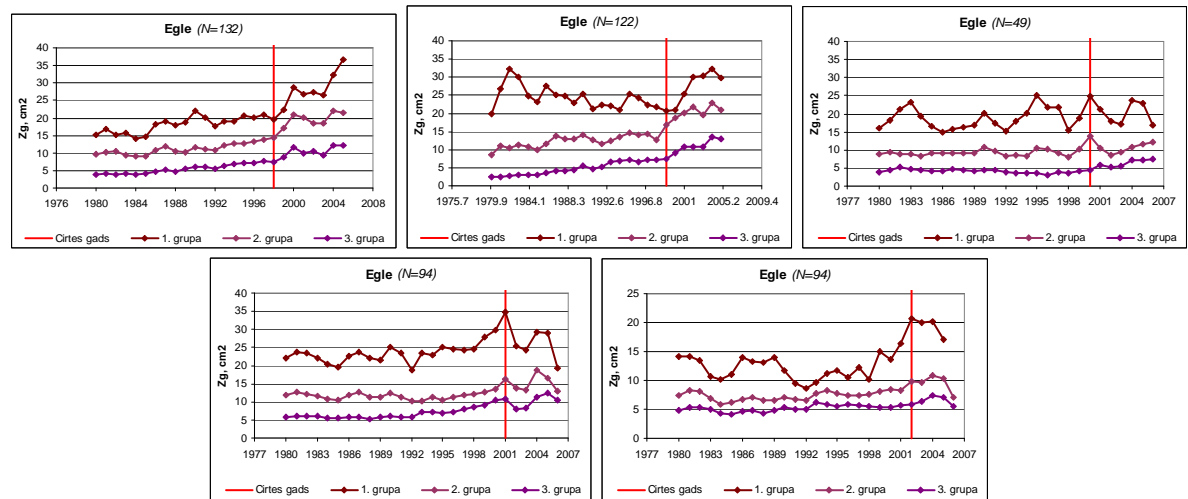 Egle (N=132)
Zg, cm2
40
35
30
25
20
15
10
5
0
1976 1980 1984 1988 1992 1996 2000 2004 2008
Cirtes gads 1. grupa 2. grupa 3. grupa
Egle (N=122)
Zg, cm2
40
35
30
25
20
15
10
5
0
1975.7 1979.9 1984.1 1988.3 1992.6 1996.8 2001 2005.2 2009.4
Cirtes gads 1. grupa 2. grupa 3. grupa
Egle (N=49)
Zg, cm2
40
35
30
25
20
15
10
5
0
1977 1980 1983 1986 1989 1992 1995 1998 2001 2004 2007
Cirtes gads 1. grupa 2. grupa 3. grupa
Egle (N=94)
Zg, cm2
40
35
30
25
20
15
10
5
0
1977 1980 1983 1986 1989 1992 1995 1998 2001 2004 2007
Cirtes gads 1. grupa 2. grupa 3. grupa
Egle (N=94)
Zg, cm2
25
20
15
10
5
0
1977 1980 1983 1986 1989 1992 1995 1998 2001 2004 2007
Cirtes gads 1. grupa 2. grupa 3. grupa